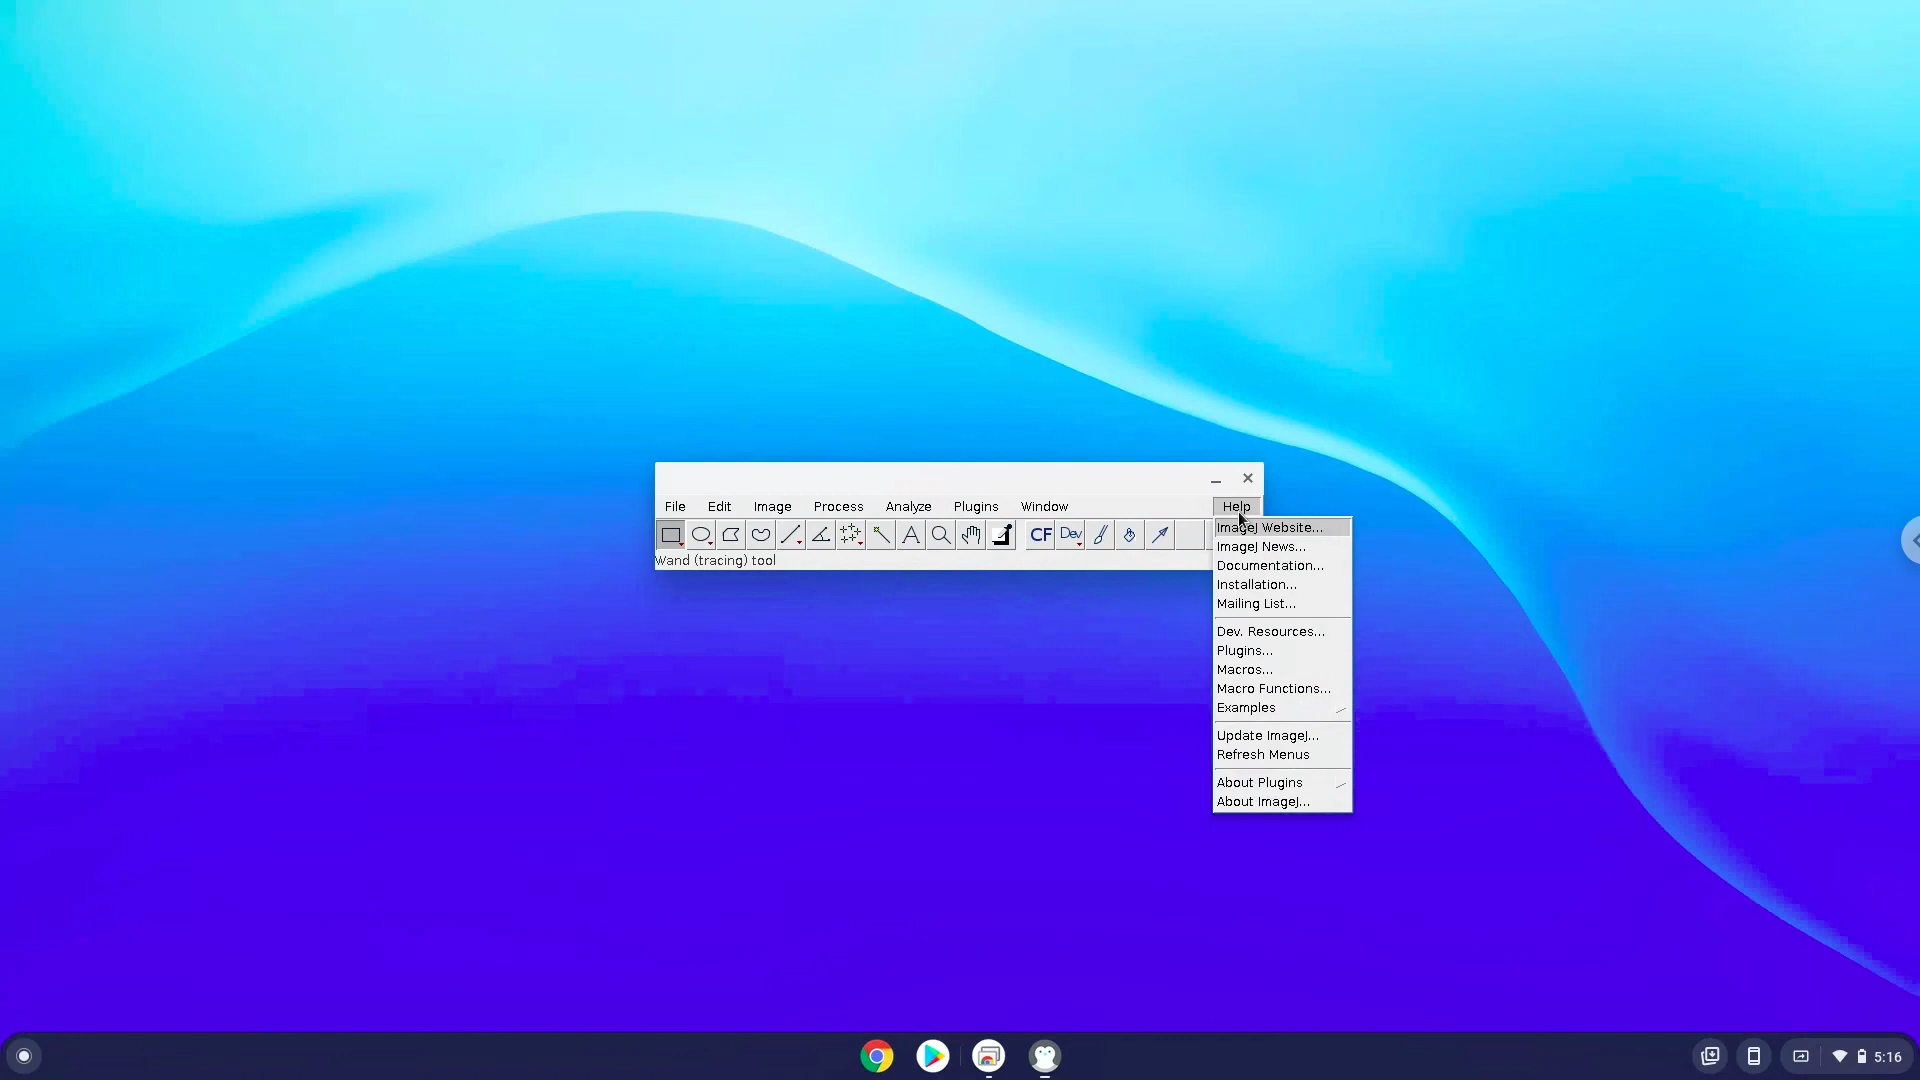 File Edit Image Process Analyze Plugins Window Help
A CF Dev
Wand (tracing) tool
ImageJ Website...
ImageJ News...
Documentation...
Installation...
Mailing List...
Dev. Resources...
Plugins...
Macros...
Macro Functions...
Examples
Update ImageJ...
Refresh Menus
About Plugins
About ImageJ...
5:16